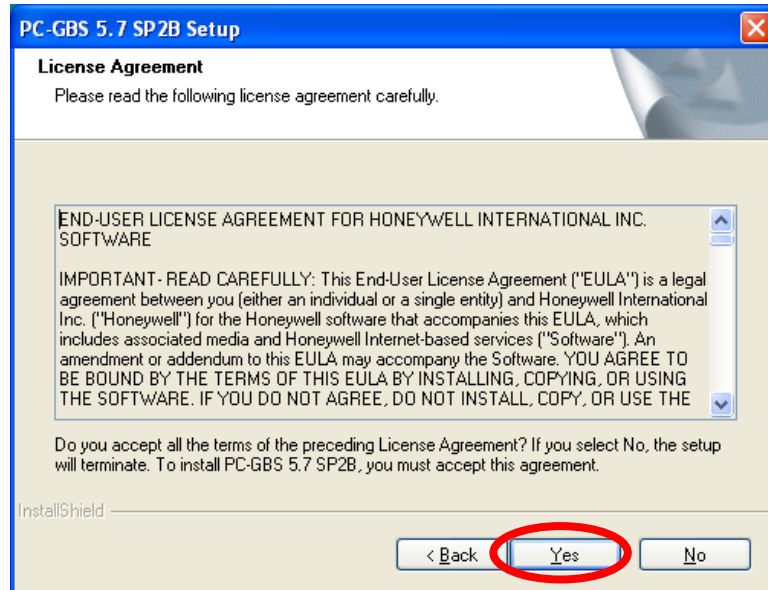 PC-GBS 5.7 SP2B Setup
License Agreement
Please read the following license agreement carefully.
END-USER LICENSE AGREEMENT FOR HONEYWELL INTERNATIONAL INC.
SOFTWARE
IMPORTANT- READ CAREFULLY: This End-User License Agreement ("EULA") is a legal
agreement between you (either an individual or a single entity) and Honeywell International
Inc. ("Honeywell") for the Honeywell software that accompanies this EULA, which
includes associated media and Honeywell Internet-based services ("Software"). An
amendment or addendum to this EULA may accompany the Software. YOU AGREE TO
BE BOUND BY THE TERMS OF THIS EULA BY INSTALLING, COPYING, OR USING
THE SOFTWARE. IF YOU DO NOT AGREE, DO NOT INSTALL, COPY, OR USE THE
Do you accept all the terms of the preceding License Agreement? If you select No, the setup
will terminate. To install PC-GBS 5.7 SP2B, you must accept this agreement.
InstallShield
< Back Yes No